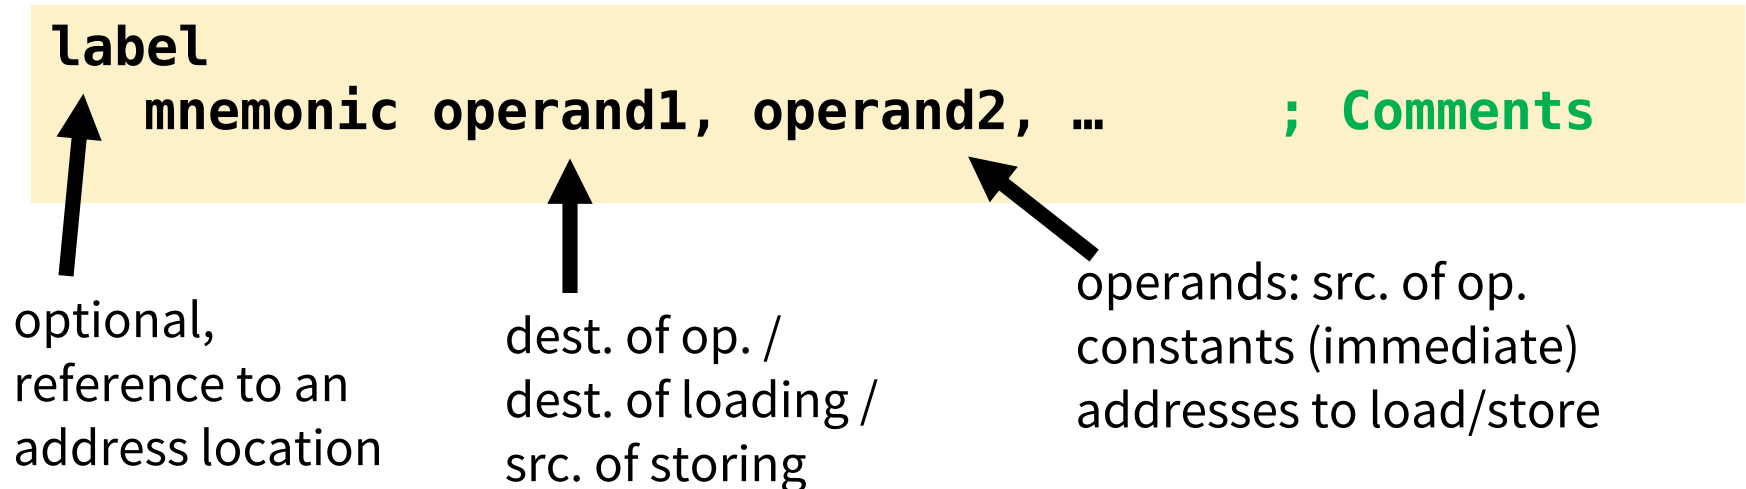 label
mnemonic operand1, operand2, … ; Comments
optional,
reference to an
address location
dest. of op. /
dest. of loading /
src. of storing
operands: src. of op.
constants (immediate)
addresses to load/store